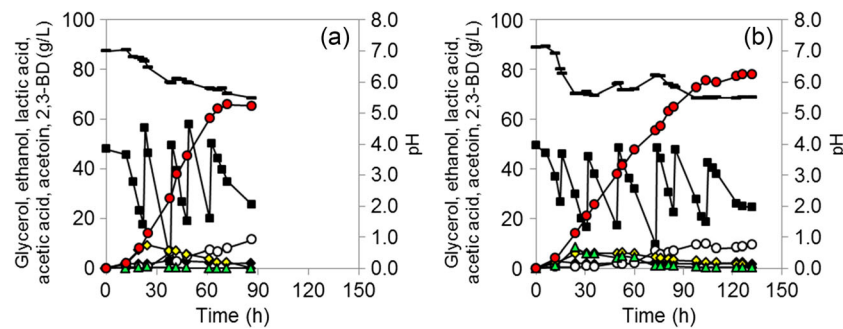 Glycerol, ethanol, lactic acid,
acetic acid, acetoin, 2,3-BD (g/L)
100
80
60
40
20
0
(a)
8.0
7.0
6.0
5.0
4.0
3.0
2.0
1.0
0.0
pH
0 30 60 90 120 150
Time (h)
Glycerol, ethanol, lactic acid,
acetic acid, acetoin, 2,3-BD (g/L)
100
80
60
40
20
0
(b)
8.0
7.0
6.0
5.0
4.0
3.0
2.0
1.0
0.0
pH
0 30 60 90 120 150
Time (h)